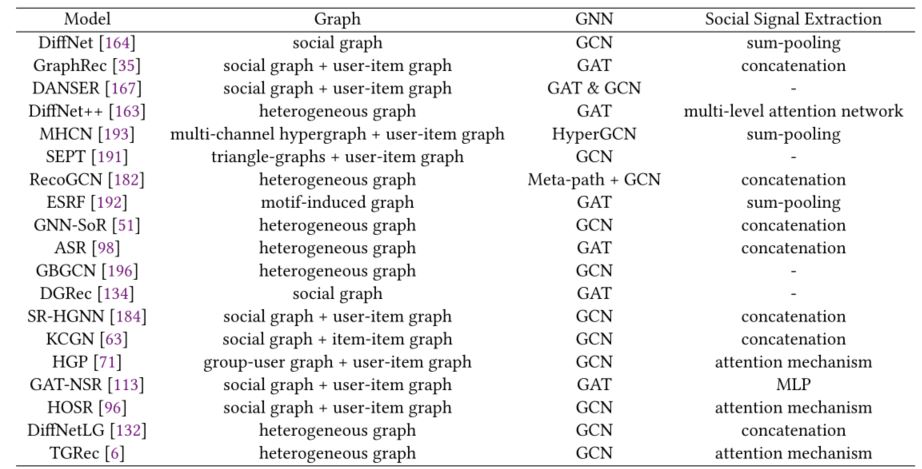 Model Graph GNN Social Signal Extraction
DiffNet [164] social graph GCN sum-pooling
GraphRec [35] social graph + user-item graph GAT concatenation
DANSER [167] social graph + user-item graph GAT & GCN -
DiffNet++ [163] heterogeneous graph GAT multi-level attention network
MHCN [193] multi-channel hypergraph + user-item graph HyperGCN sum-pooling
SEPT [191] triangle-graphs + user-item graph GCN -
RecoGCN [182] heterogeneous graph Meta-path + GCN concatenation
ESRF [192] motif-induced graph GAT sum-pooling
GNN-SoR [51] heterogeneous graph GCN concatenation
ASR [98] heterogeneous graph GAT concatenation
GBGCN [196] heterogeneous graph GCN -
DGRec [134] social graph GAT -
SR-HGNN [184] social graph + user-item graph GCN concatenation
KCGN [63] social graph + item-item graph GCN concatenation
HGP [71] group-user graph + user-item graph GCN attention mechanism
GAT-NSR [113] social graph + user-item graph GAT MLP
HOSR [96] social graph + user-item graph GCN attention mechanism
DiffNetLG [132] heterogeneous graph GCN concatenation
TGRec [6] heterogeneous graph GCN attention mechanism